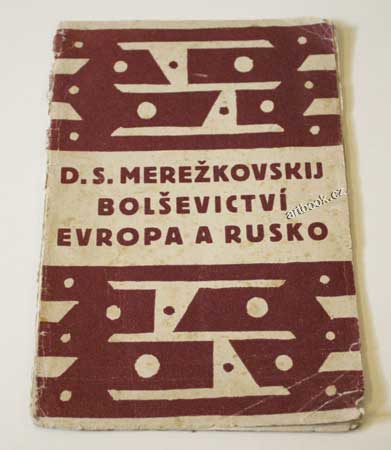 D. S. MEREŽKOVSKIJ
BOLŠEVICTVÍ
EVROPA A RUSKO
artbook.cz